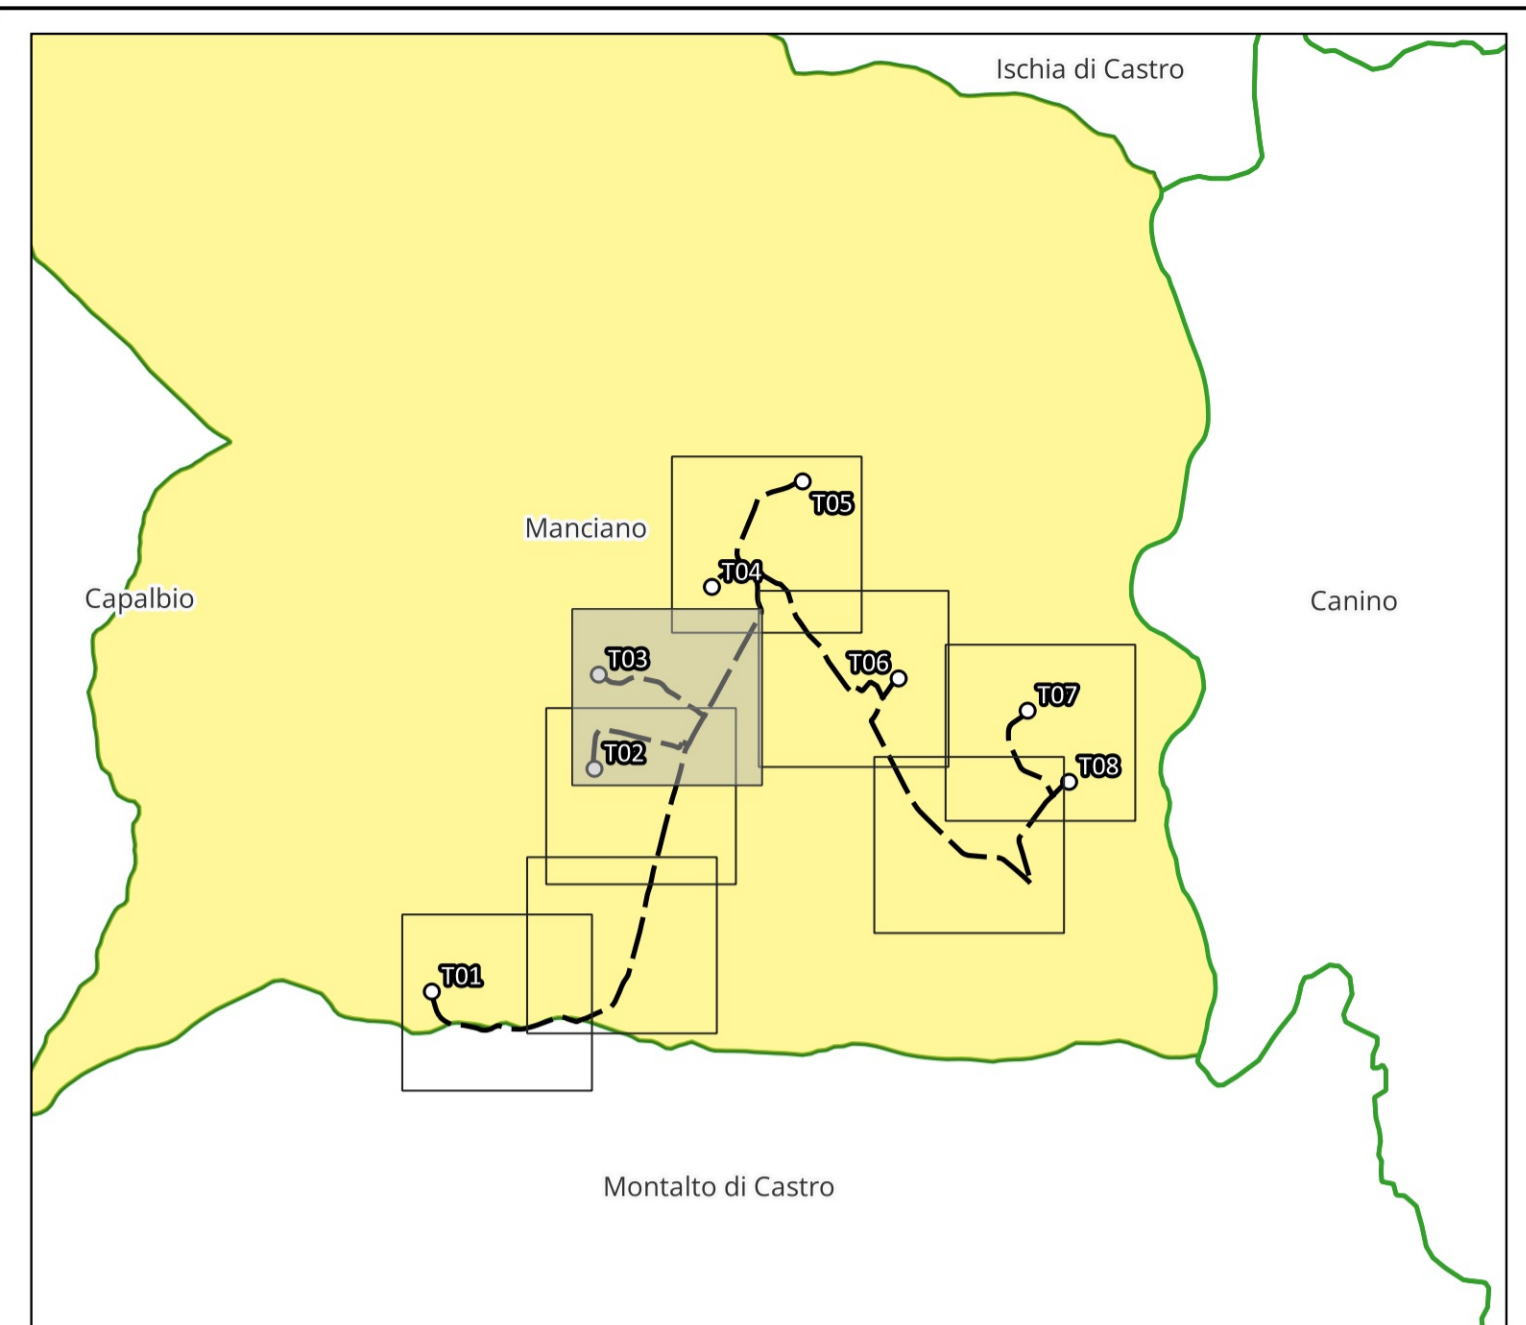 Ischia di Castro
T05
Manciano
T04
Capalbio
Canino
T03
T06
T07
T02
T08
T01
Montalto di Castro